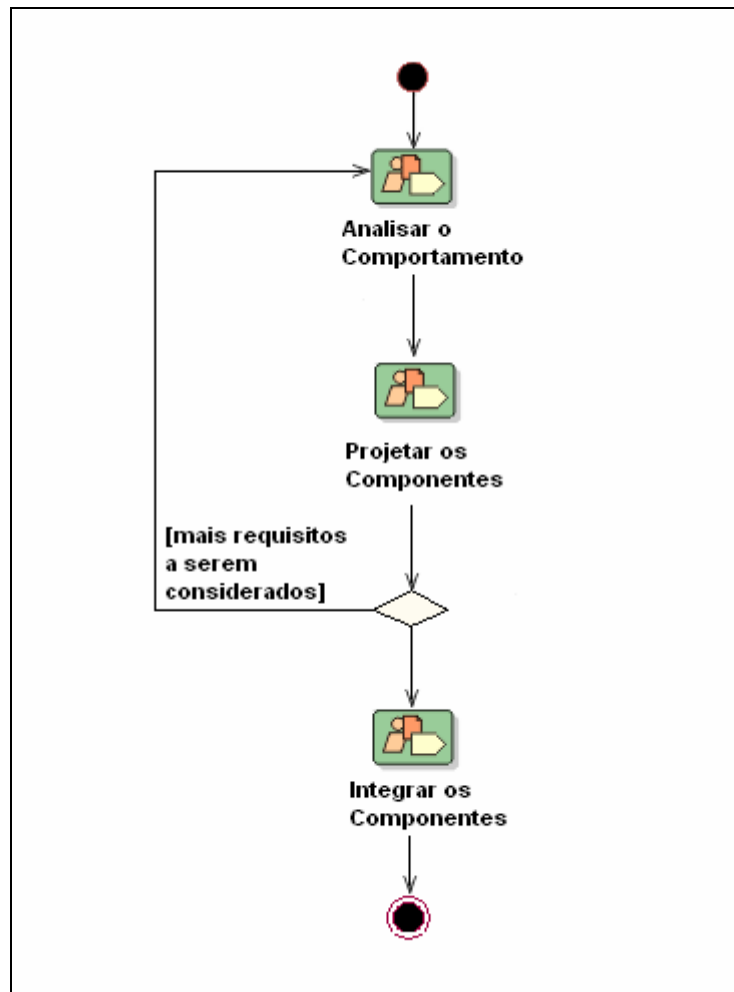 Analisar o
Comportamento
Projetar os
Componentes
[mais requisitos
a serem
considerados]
Integrar os
Componentes